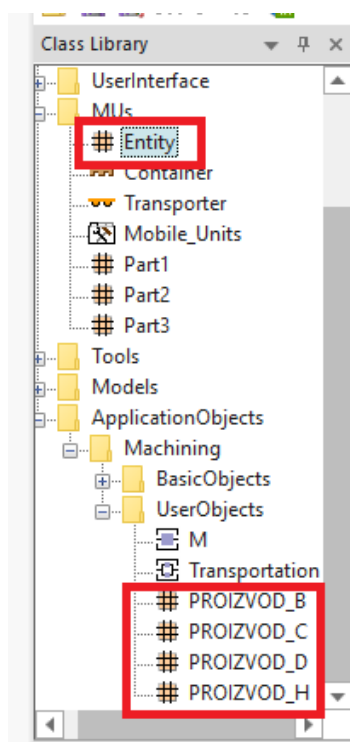 Class Library
UserInterface
MUs
Entity
Container
Transporter
Mobile_Units
Part1
Part2
Part3
Tools
Models
ApplicationObjects
Machining
BasicObjects
UserObjects
M
Transportation
PROIZVOD_B
PROIZVOD_C
PROIZVOD_D
PROIZVOD_H